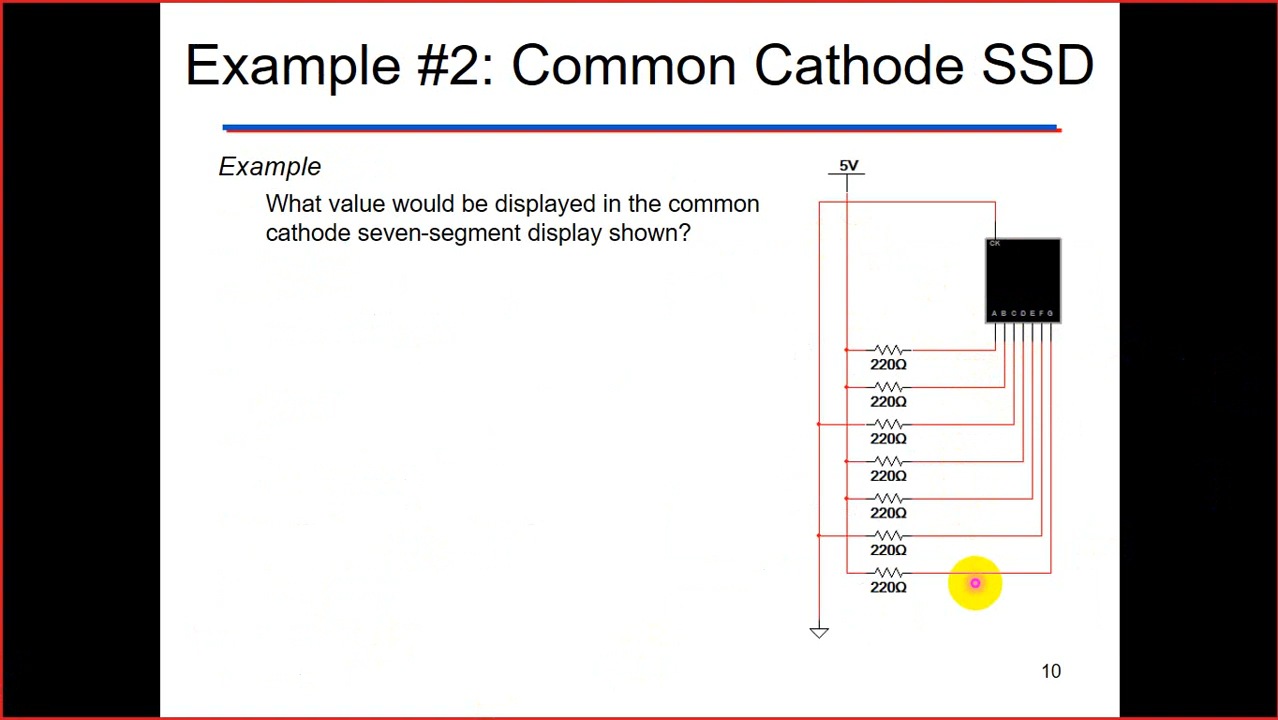 Example #2: Common Cathode SSD
Example
What value would be displayed in the common
cathode seven-segment display shown?
5V
CK
A B C D E F G
220Ω
220Ω
220Ω
220Ω
220Ω
220Ω
220Ω
10